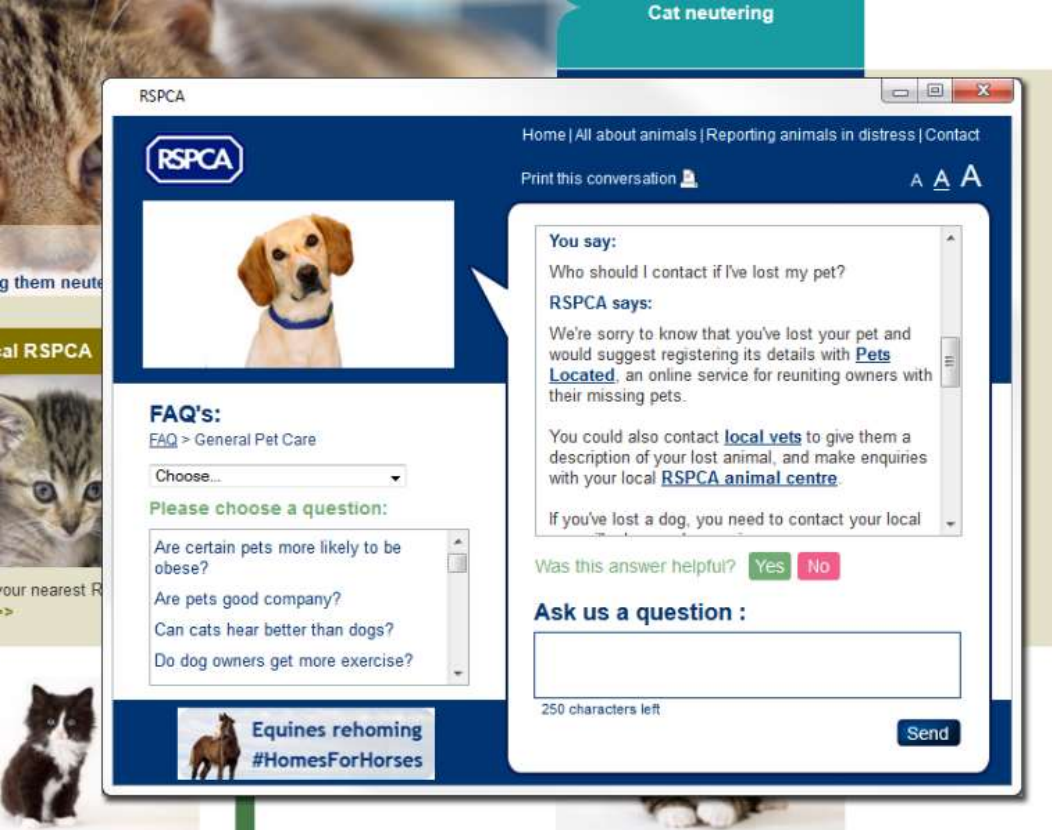 Cat neutering
RSPCA
Home | All about animals | Reporting animals in distress | Contact
RSPCA
Print this conversation
A A A
g them neute
cal RSPCA
your nearest R
>>
You say:
Who should I contact if I've lost my pet?
RSPCA says:
We're sorry to know that you've lost your pet and
would suggest registering its details with Pets
Located, an online service for reuniting owners with
their missing pets.
You could also contact local vets to give them a
description of your lost animal, and make enquiries
with your local RSPCA animal centre.
If you've lost a dog, you need to contact your local
Was this answer helpful? Yes No
FAQ's:
FAQ > General Pet Care
Choose...
Please choose a question:
Are certain pets more likely to be
obese?
Are pets good company?
Can cats hear better than dogs?
Do dog owners get more exercise?
Ask us a question :
250 characters left
Send
Equines rehoming
#HomesForHorses